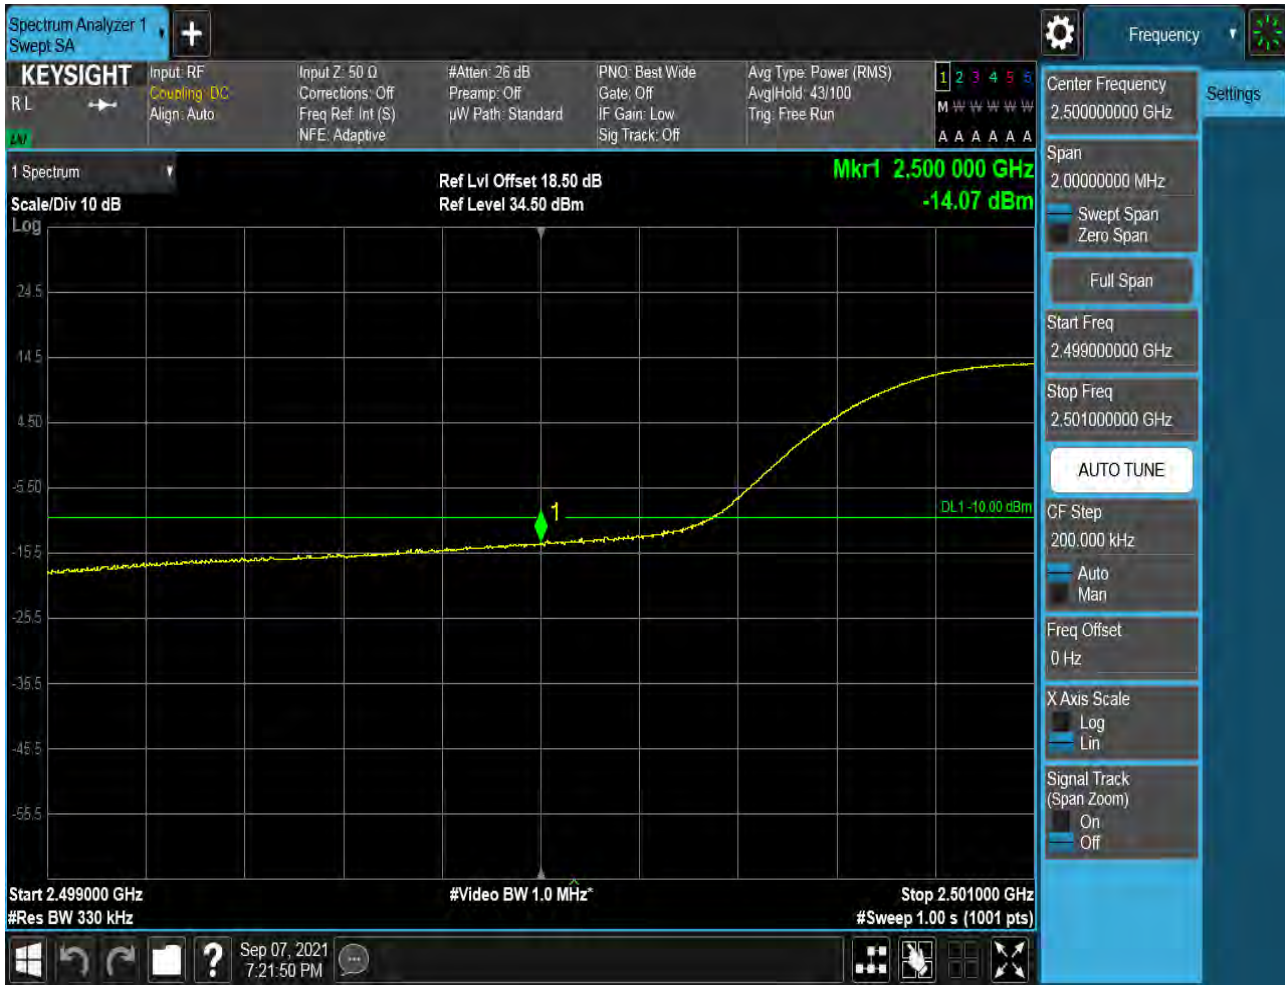 Spectrum Analyzer 1
Swept SA
Frequency
KEYSIGHT
R L
LNI
Input: RF
Coupling: DC
Align: Auto
Input Z: 50 Ω
Corrections: Off
Freq Ref: Int (S)
NFE: Adaptive
#Atten: 26 dB
Preamp: Off
µW Path: Standard
PNO: Best Wide
Gate: Off
IF Gain: Low
Sig Track: Off
Avg Type: Power (RMS)
Avg|Hold: 43/100
Trig: Free Run
1 2 3 4 5 6
M W W W W W
A A A A A A
1 Spectrum
Scale/Div 10 dB
Log
Ref Lvl Offset 18.50 dB
Ref Level 34.50 dBm
Mkr1 2.500 000 GHz
-14.07 dBm
24.5
14.5
4.50
-5.50
-15.5
-25.5
-35.5
-45.5
-55.5
1
DL1 -10.00 dBm
Start 2.499000 GHz
#Res BW 330 kHz
#Video BW 1.0 MHz*
Stop 2.501000 GHz
#Sweep 1.00 s (1001 pts)
Sep 07, 2021
7:21:50 PM
?
Center Frequency
2.500000000 GHz
Settings
Span
2.00000000 MHz
Swept Span
Zero Span
Full Span
Start Freq
2.499000000 GHz
Stop Freq
2.501000000 GHz
AUTO TUNE
CF Step
200.000 kHz
Auto
Man
Freq Offset
0 Hz
X Axis Scale
Log
Lin
Signal Track
(Span Zoom)
On
Off